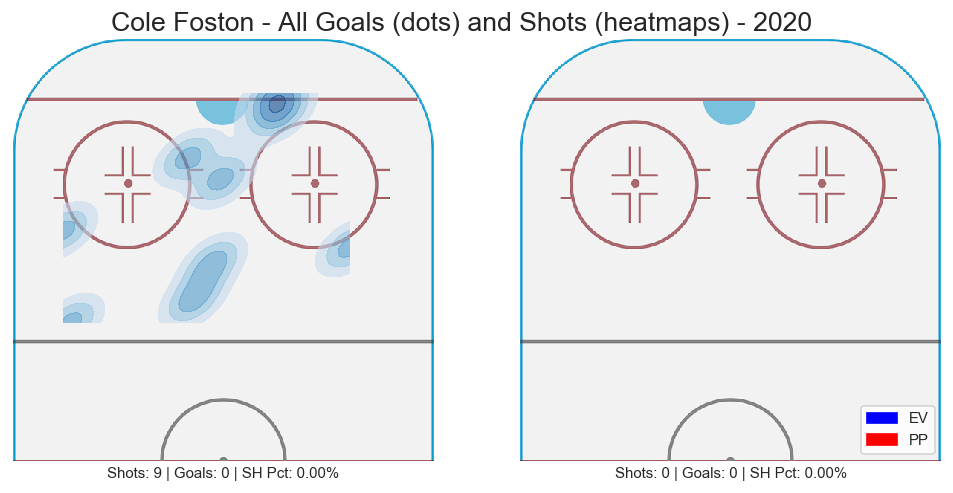 Cole Foston - All Goals (dots) and Shots (heatmaps) - 2020
EV
PP
Shots: 9 | Goals: 0 | SH Pct: 0.00%
Shots: 0 | Goals: 0 | SH Pct: 0.00%